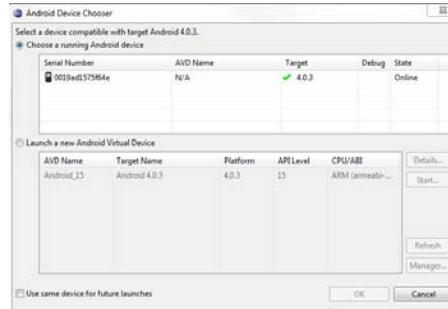 Android Device Chooser
Select a device compatible with target Android 4.0.3.
Choose a running Android device
Serial Number AVD Name Target Debug State
0019ad1575f64e N/A 4.0.3 Online
Launch a new Android Virtual Device
AVD Name Target Name Platform API Level CPU/ABI
Android_15 Android 4.0.3 4.0.3 15 ARM (armeabi-...
Details...
Start...
Refresh
Manager...
Use same device for future launches
OK Cancel